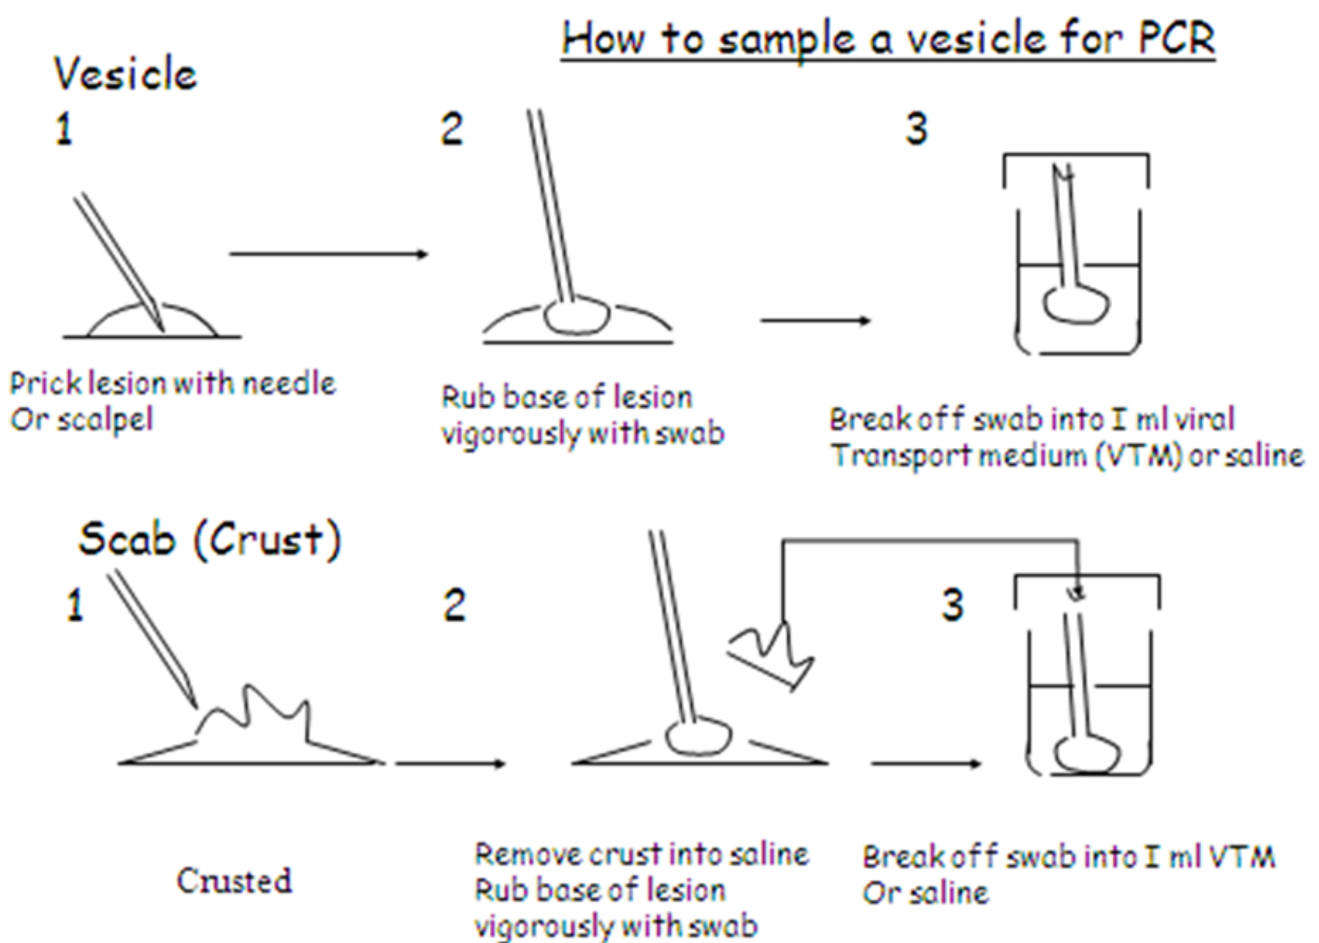 How to sample a vesicle for PCR
Vesicle
1
2
3
Prick lesion with needle
Or scalpel
Rub base of lesion
vigorously with swab
Break off swab into I ml viral
Transport medium (VTM) or saline
Scab (Crust)
1
2
3
Crusted
Remove crust into saline
Rub base of lesion
vigorously with swab
Break off swab into I ml VTM
Or saline